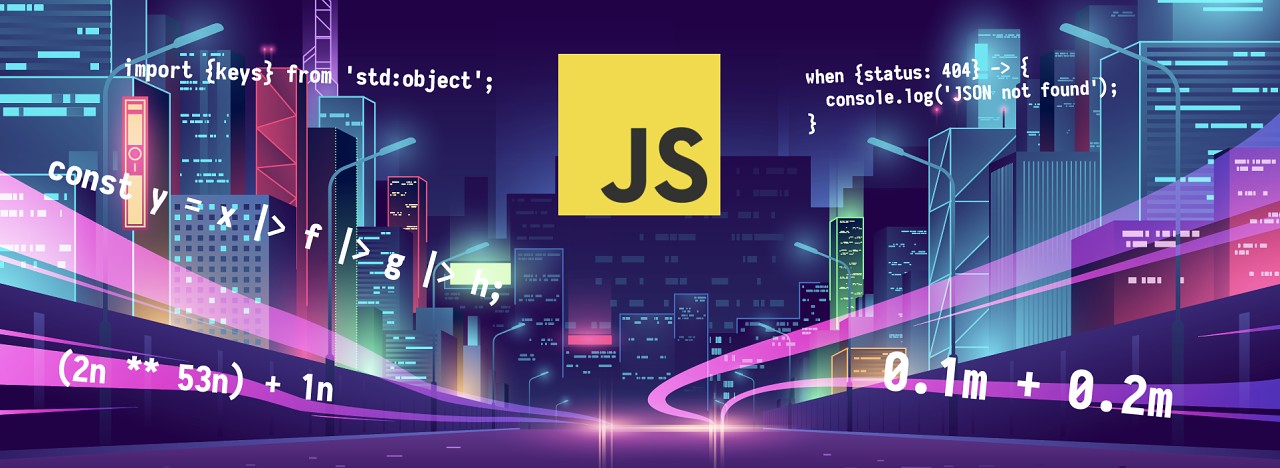 import {keys} from 'std:object';
when {status: 404} -> {
console.log('JSON not found');
}
JS
const y = x |> f |> g |> h;
(2n ** 53n) + 1n
0.1m + 0.2m